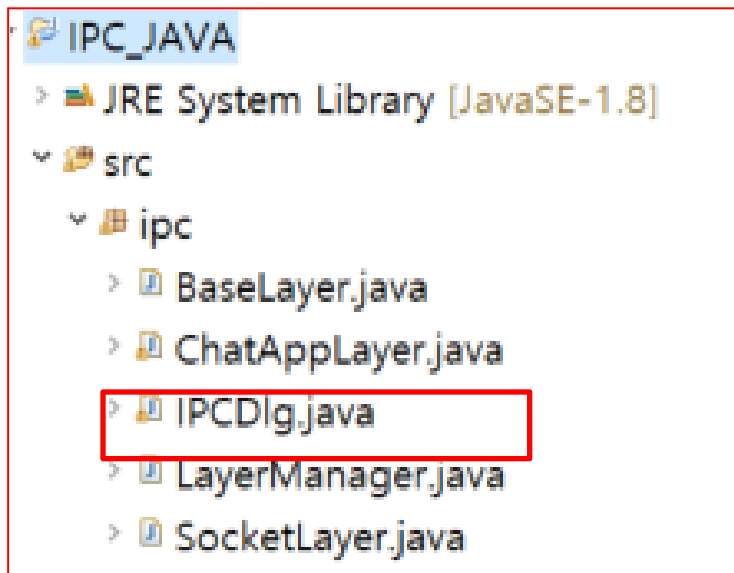 IPC_JAVA
JRE System Library [JavaSE-1.8]
src
ipc
BaseLayer.java
ChatAppLayer.java
IPCDlg.java
LayerManager.java
SocketLayer.java